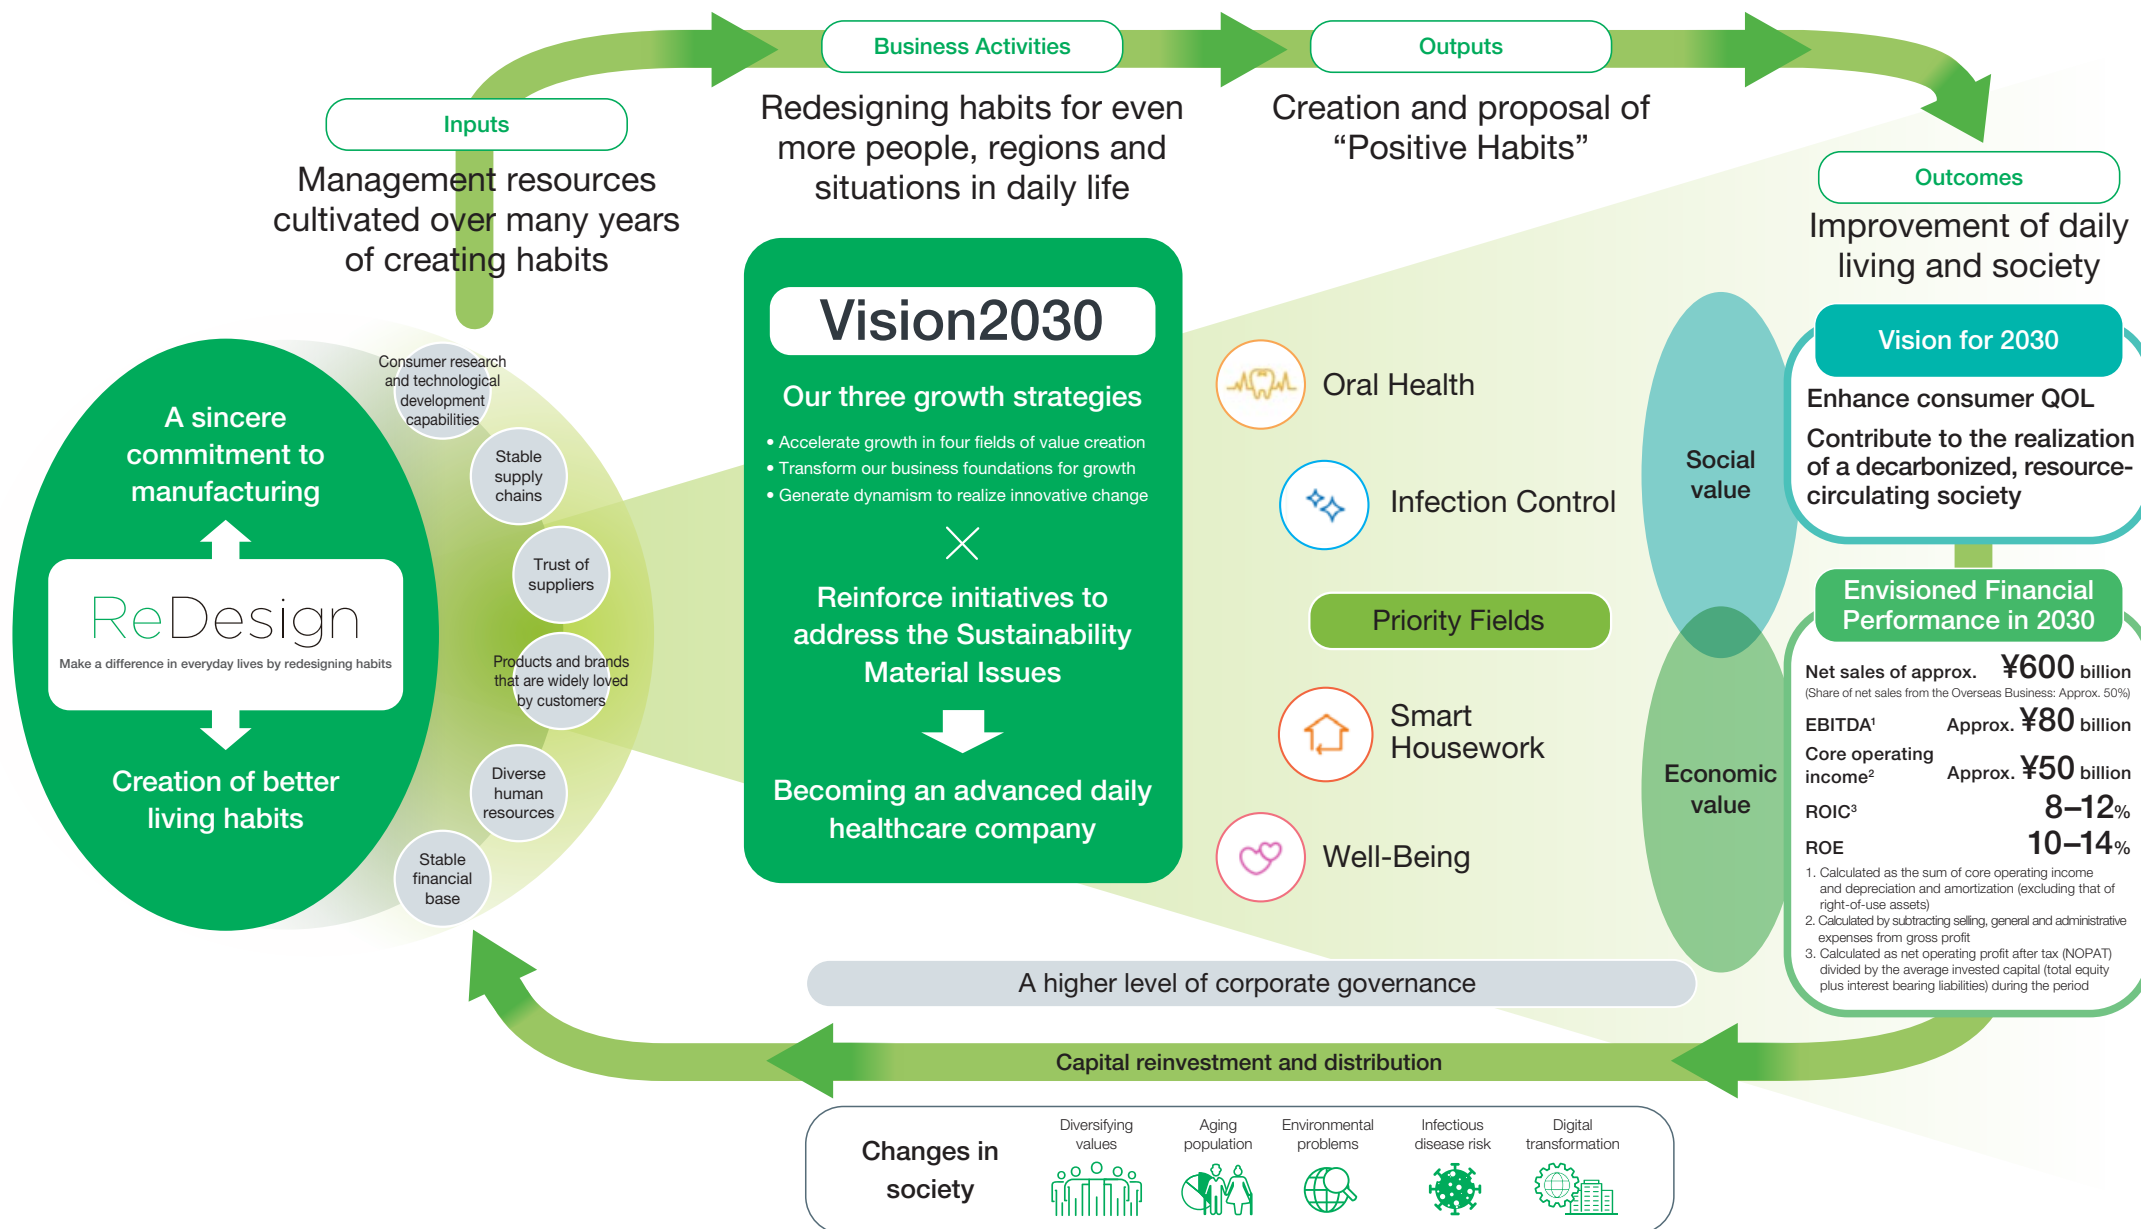 Inputs
Management resources
cultivated over many years
of creating habits
Business Activities
Redesigning habits for even
more people, regions and
situations in daily life
Outputs
Creation and proposal of
“Positive Habits”
Outcomes
Improvement of daily
living and society
A sincere
commitment to
manufacturing
ReDesign
Make a difference in everyday lives by redesigning habits
Creation of better
living habits
Consumer research
and technological
development
capabilities
Stable
supply
chains
Trust of
suppliers
Products and brands
that are widely loved
by customers
Diverse
human
resources
Stable
financial
base
Vision2030
Our three growth strategies
• Accelerate growth in four fields of value creation
• Transform our business foundations for growth
• Generate dynamism to realize innovative change
×
Reinforce initiatives to
address the Sustainability
Material Issues
Becoming an advanced daily
healthcare company
Oral Health
Infection Control
Priority Fields
Smart
Housework
Well-Being
Social
value
Economic
value
Vision for 2030
Enhance consumer QOL
Contribute to the realization
of a decarbonized, resource-
circulating society
Envisioned Financial
Performance in 2030
Net sales of approx. ¥600 billion
(Share of net sales from the Overseas Business: Approx. 50%)
EBITDA¹ Approx. ¥80 billion
Core operating
income² Approx. ¥50 billion
ROIC³ 8–12%
ROE 10–14%
1. Calculated as the sum of core operating income
and depreciation and amortization (excluding that of
right-of-use assets)
2. Calculated by subtracting selling, general and administrative
expenses from gross profit
3. Calculated as net operating profit after tax (NOPAT)
divided by the average invested capital (total equity
plus interest bearing liabilities) during the period
A higher level of corporate governance
Capital reinvestment and distribution
Changes in
society
Diversifying
values
Aging
population
Environmental
problems
Infectious
disease risk
Digital
transformation